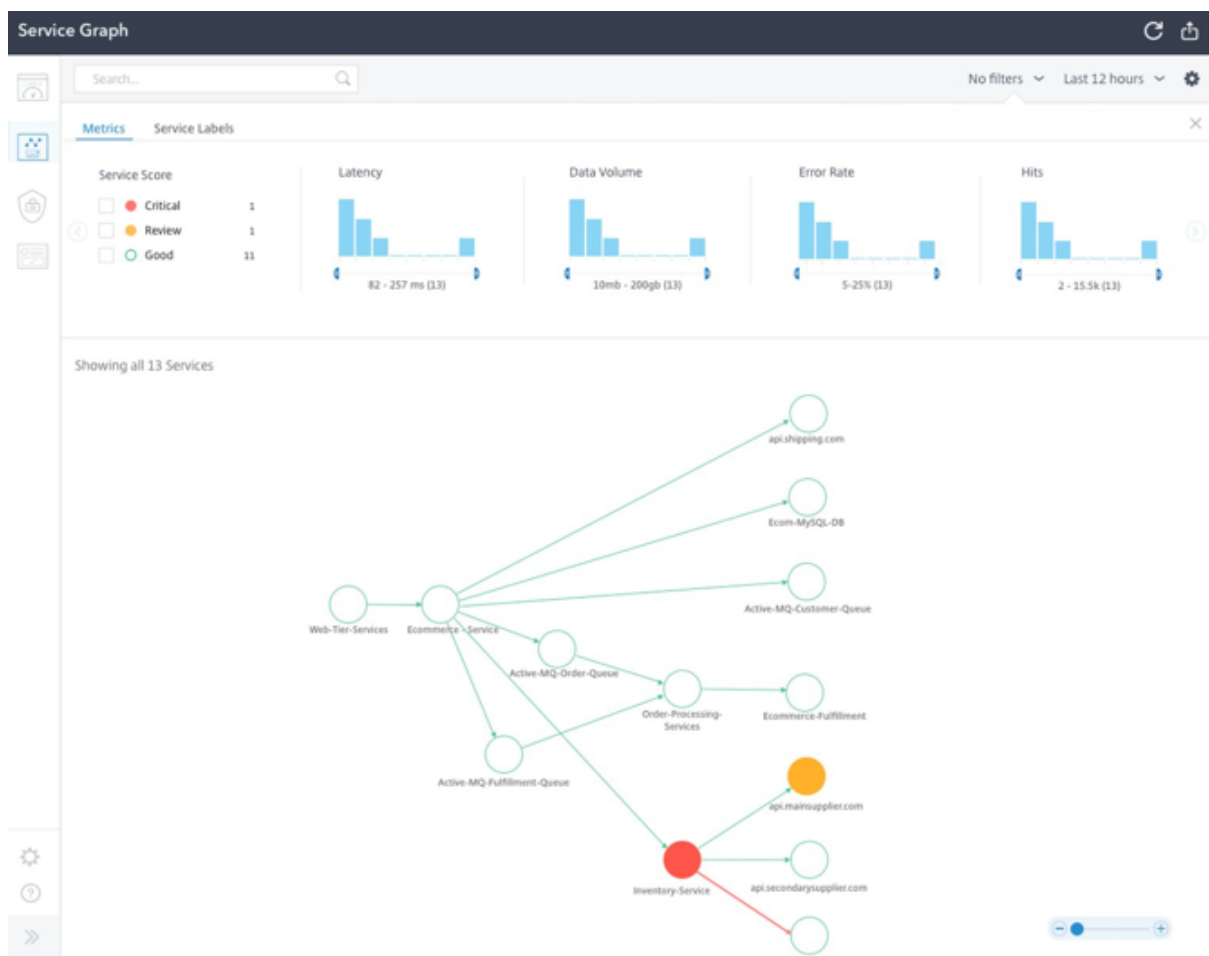 Service Graph
Search...
No filters
Last 12 hours
Metrics
Service Labels
Service Score
Critical 1
Review 1
Good 11
Latency
82 - 257 ms (13)
Data Volume
10mb - 200gb (13)
Error Rate
5-25% (13)
Hits
2 - 15.5k (13)
Showing all 13 Services
api.shipping.com
Ecom-MySQL-DB
Active-MQ-Customer-Queue
Web-Tier-Services
Ecommerce - Service
Active-MQ-Order-Queue
Order-Processing-
Services
Ecommerce-Fulfillment
Active-MQ-Fulfillment-Queue
api.mainsupplier.com
Inventory-Service
api.secondarysupplier.com